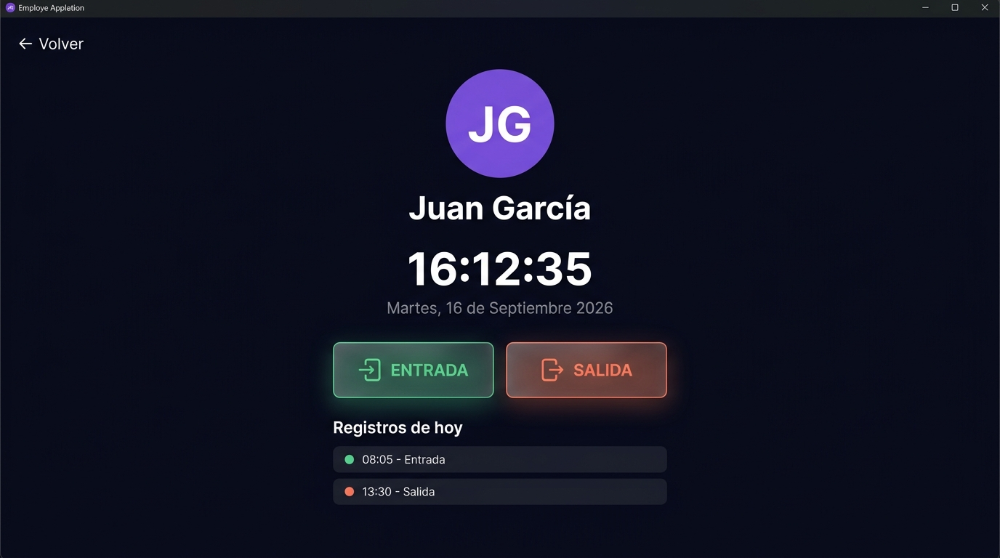 Employe Appletion
← Volver
JG
Juan García
16:12:35
Martes, 16 de Septiembre 2026
ENTRADA
SALIDA
Registros de hoy
08:05 - Entrada
13:30 - Salida